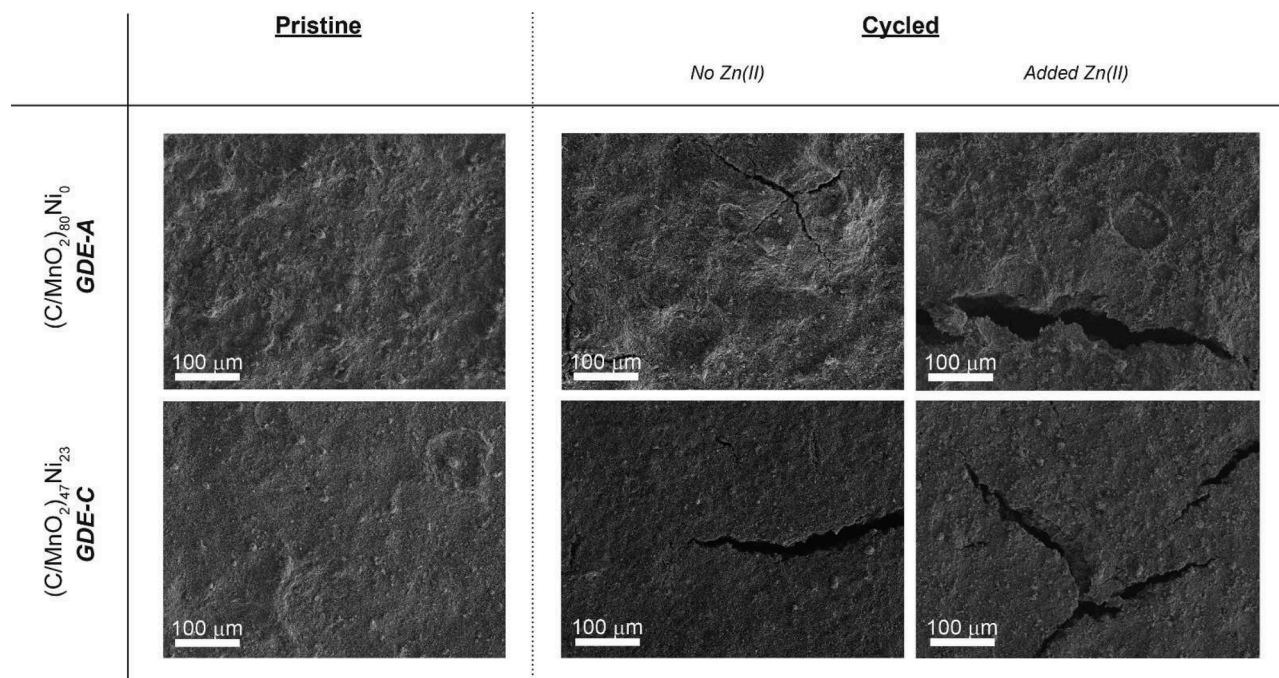 Pristine
Cycled
No Zn(II)
Added Zn(II)
(C/MnO₂)₈₀Ni₀
GDE-A
100 μm
100 μm
100 μm
(C/MnO₂)₄₇Ni₂₃
GDE-C
100 μm
100 μm
100 μm